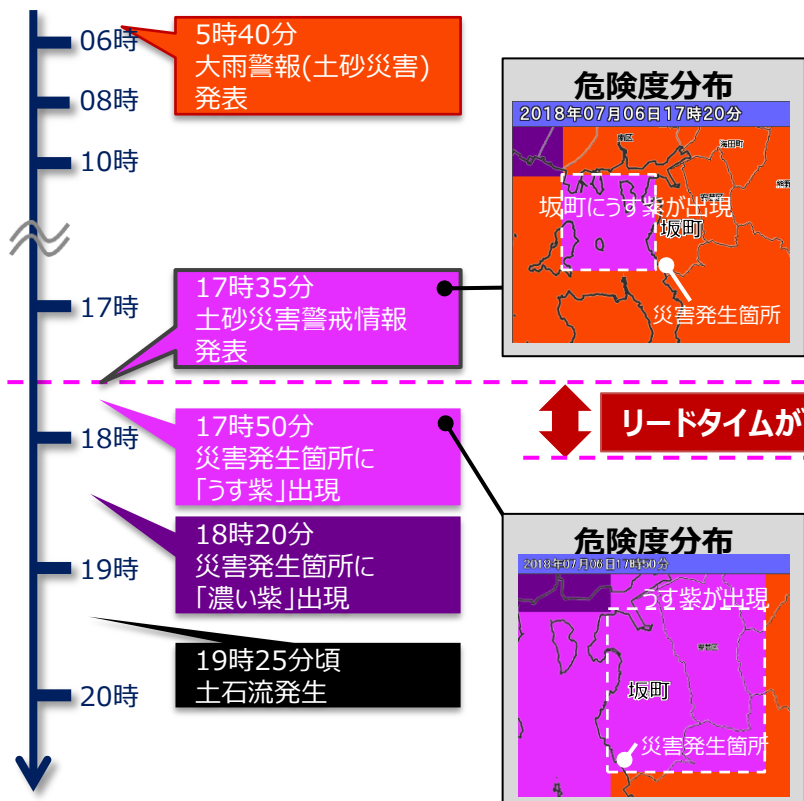 06時
08時
10時
17時
18時
19時
20時
5時40分
大雨警報(土砂災害)
発表
17時35分
土砂災害警戒情報
発表
17時50分
災害発生箇所に
「うす紫」出現
18時20分
災害発生箇所に
「濃い紫」出現
19時25分頃
土石流発生
危険度分布
2018年07月06日17時20分
南区
海田町
坂町にうす紫が出現
坂町
災害発生箇所
リードタイムが
危険度分布
2018年07月06日17時50分
うす紫が出現
安芸区
坂町
災害発生箇所